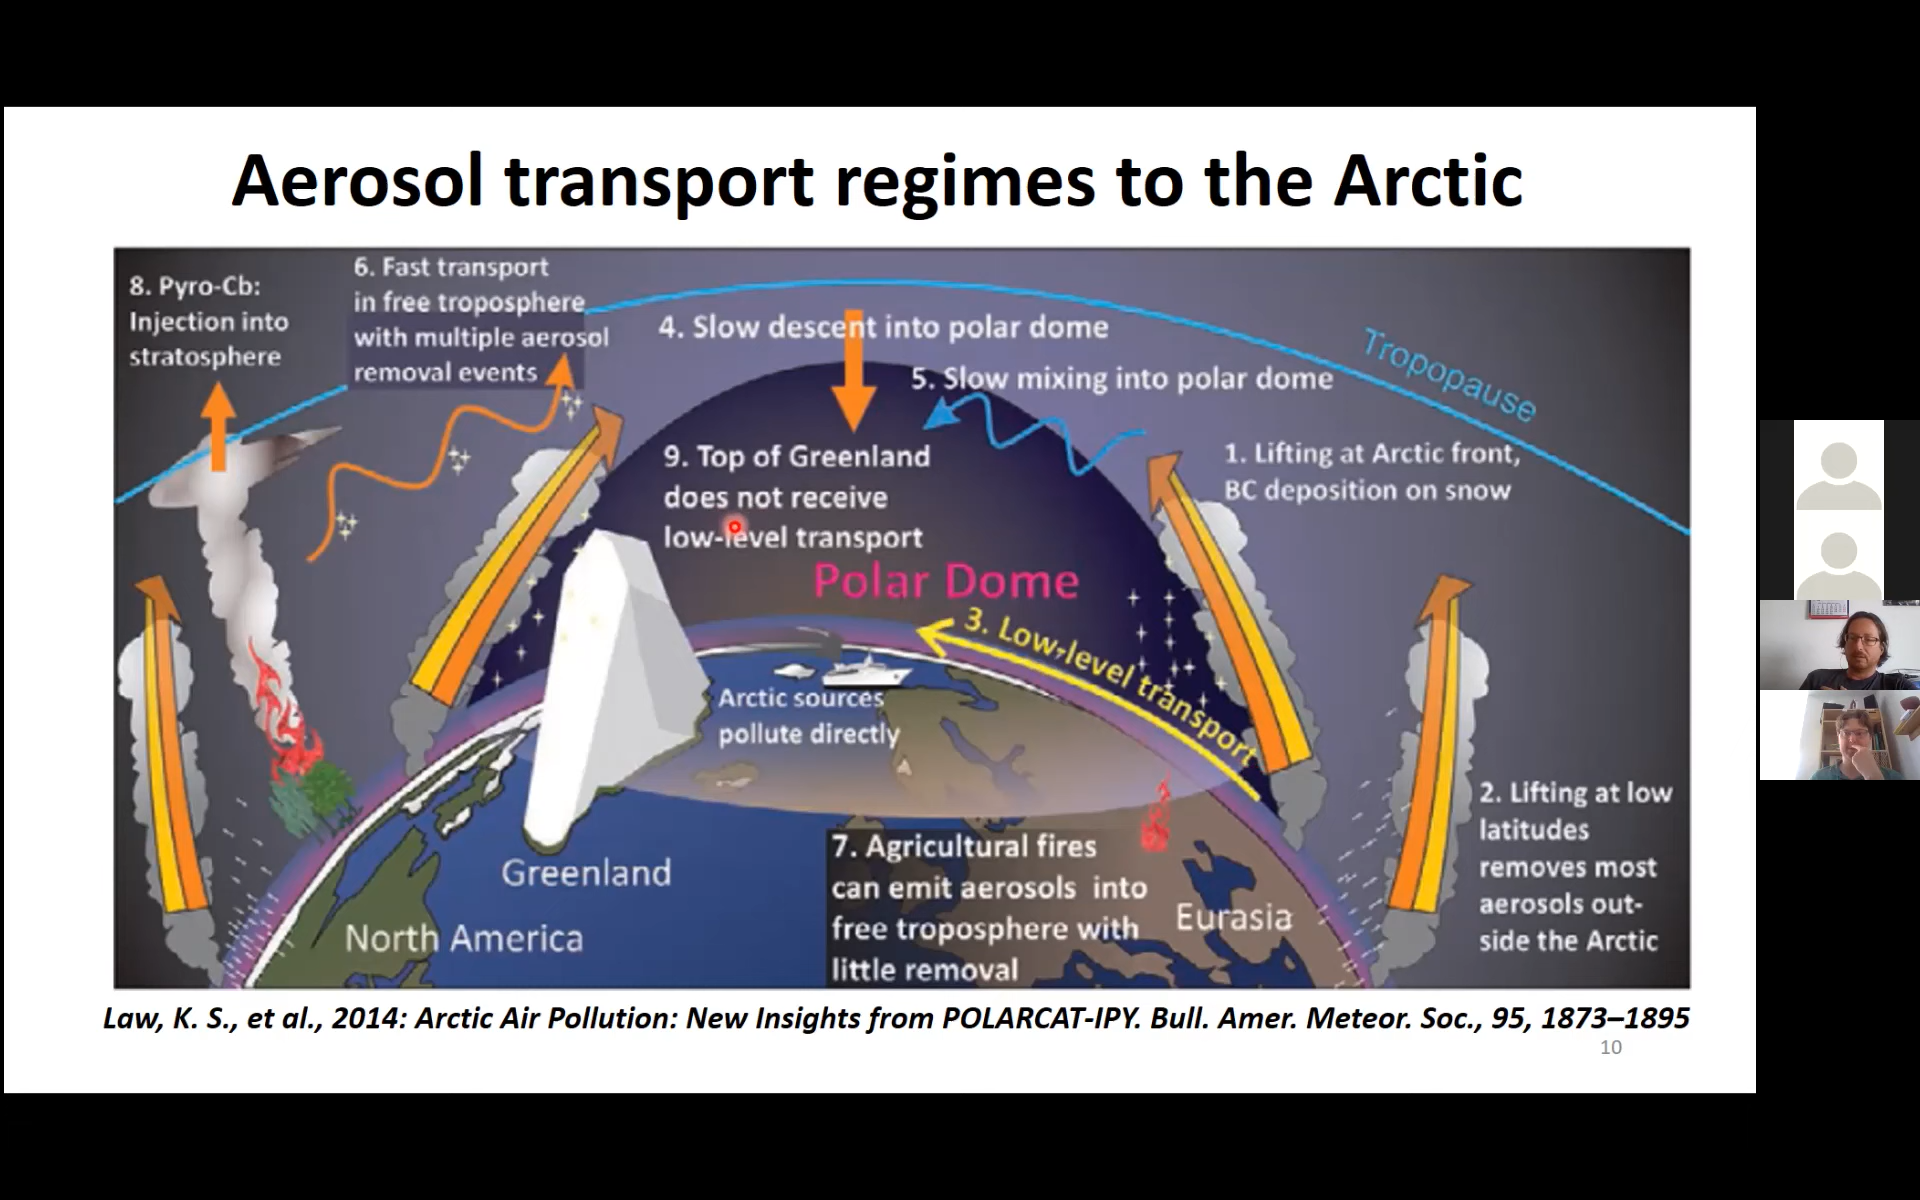 Aerosol transport regimes to the Arctic
8. Pyro-Cb:
Injection into
stratosphere
6. Fast transport
in free troposphere
with multiple aerosol
removal events
4. Slow descent into polar dome
5. Slow mixing into polar dome
Tropopause
9. Top of Greenland
does not receive
low-level transport
1. Lifting at Arctic front,
BC deposition on snow
Polar Dome
3. Low-level transport
Arctic sources
pollute directly
2. Lifting at low
latitudes
removes most
aerosols out-
side the Arctic
7. Agricultural fires
can emit aerosols into
free troposphere with
little removal
Greenland
North America
Eurasia
Law, K. S., et al., 2014: Arctic Air Pollution: New Insights from POLARCAT-IPY. Bull. Amer. Meteor. Soc., 95, 1873–1895
10